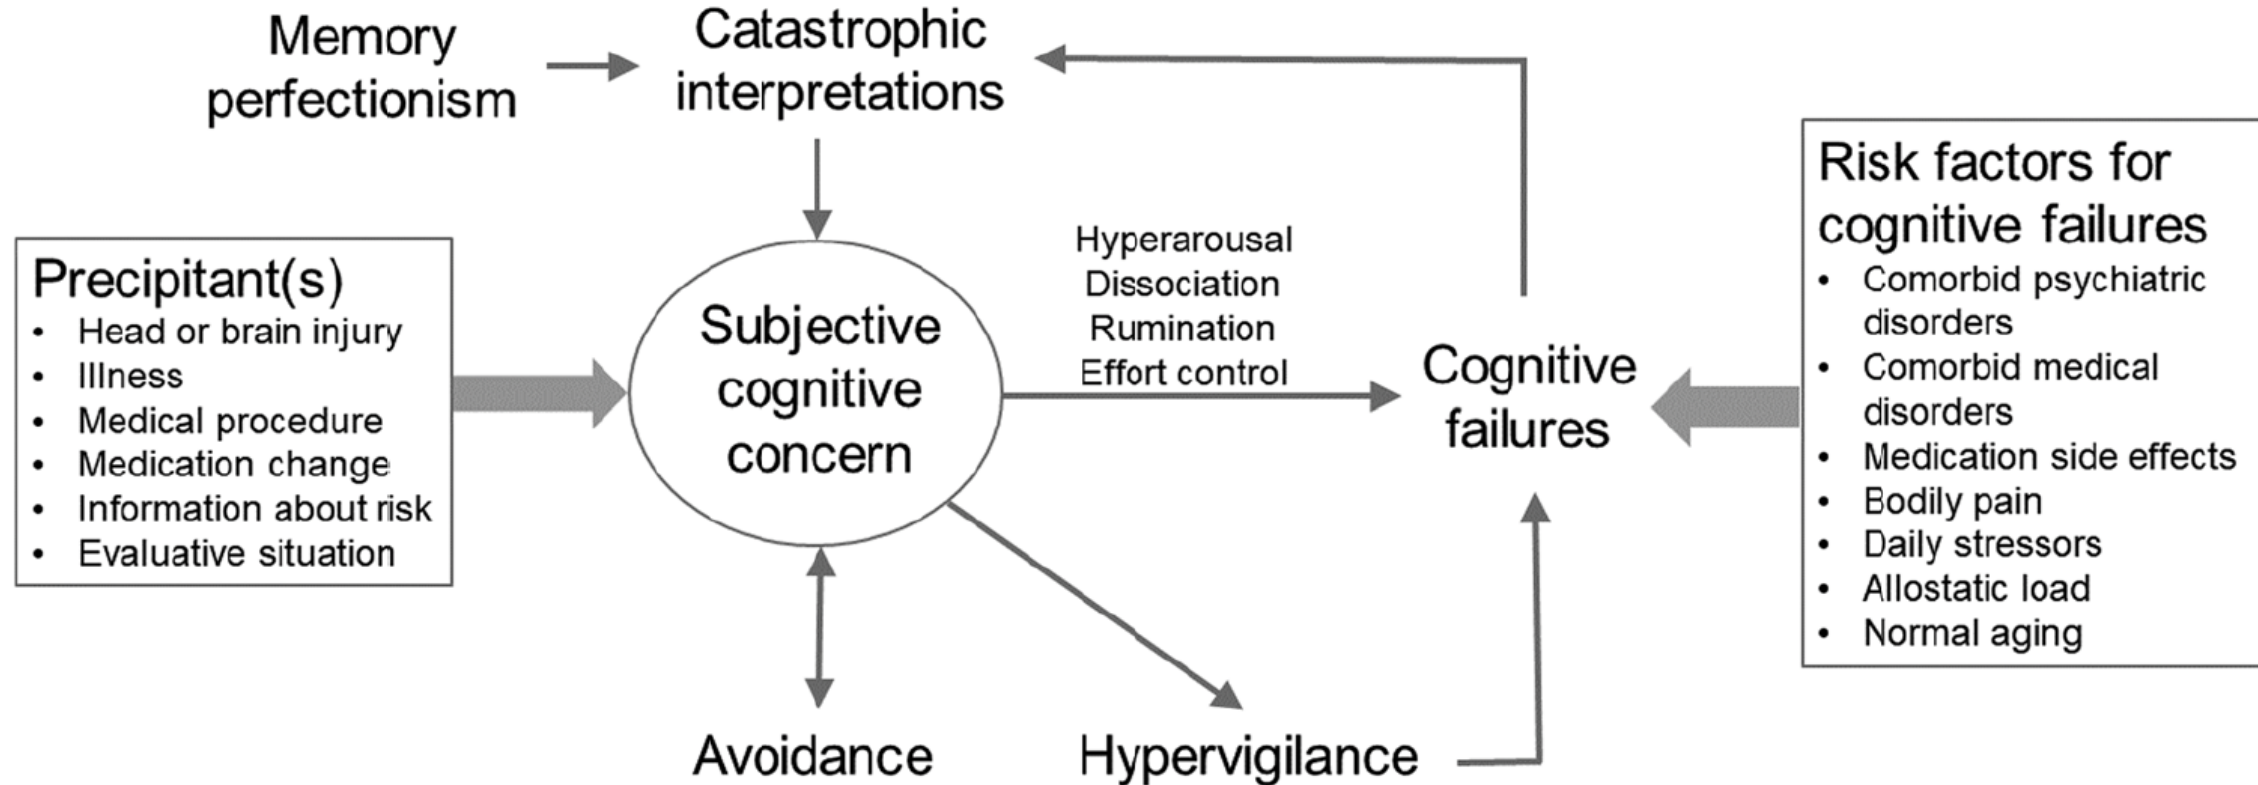 Memory
perfectionism
Catastrophic
interpretations
Precipitant(s)
• Head or brain injury
• Illness
• Medical procedure
• Medication change
• Information about risk
• Evaluative situation
Subjective
cognitive
concern
Hyperarousal
Dissociation
Rumination
Effort control
Cognitive
failures
Risk factors for
cognitive failures
• Comorbid psychiatric
disorders
• Comorbid medical
disorders
• Medication side effects
• Bodily pain
• Daily stressors
• Allostatic load
• Normal aging
Avoidance
Hypervigilance